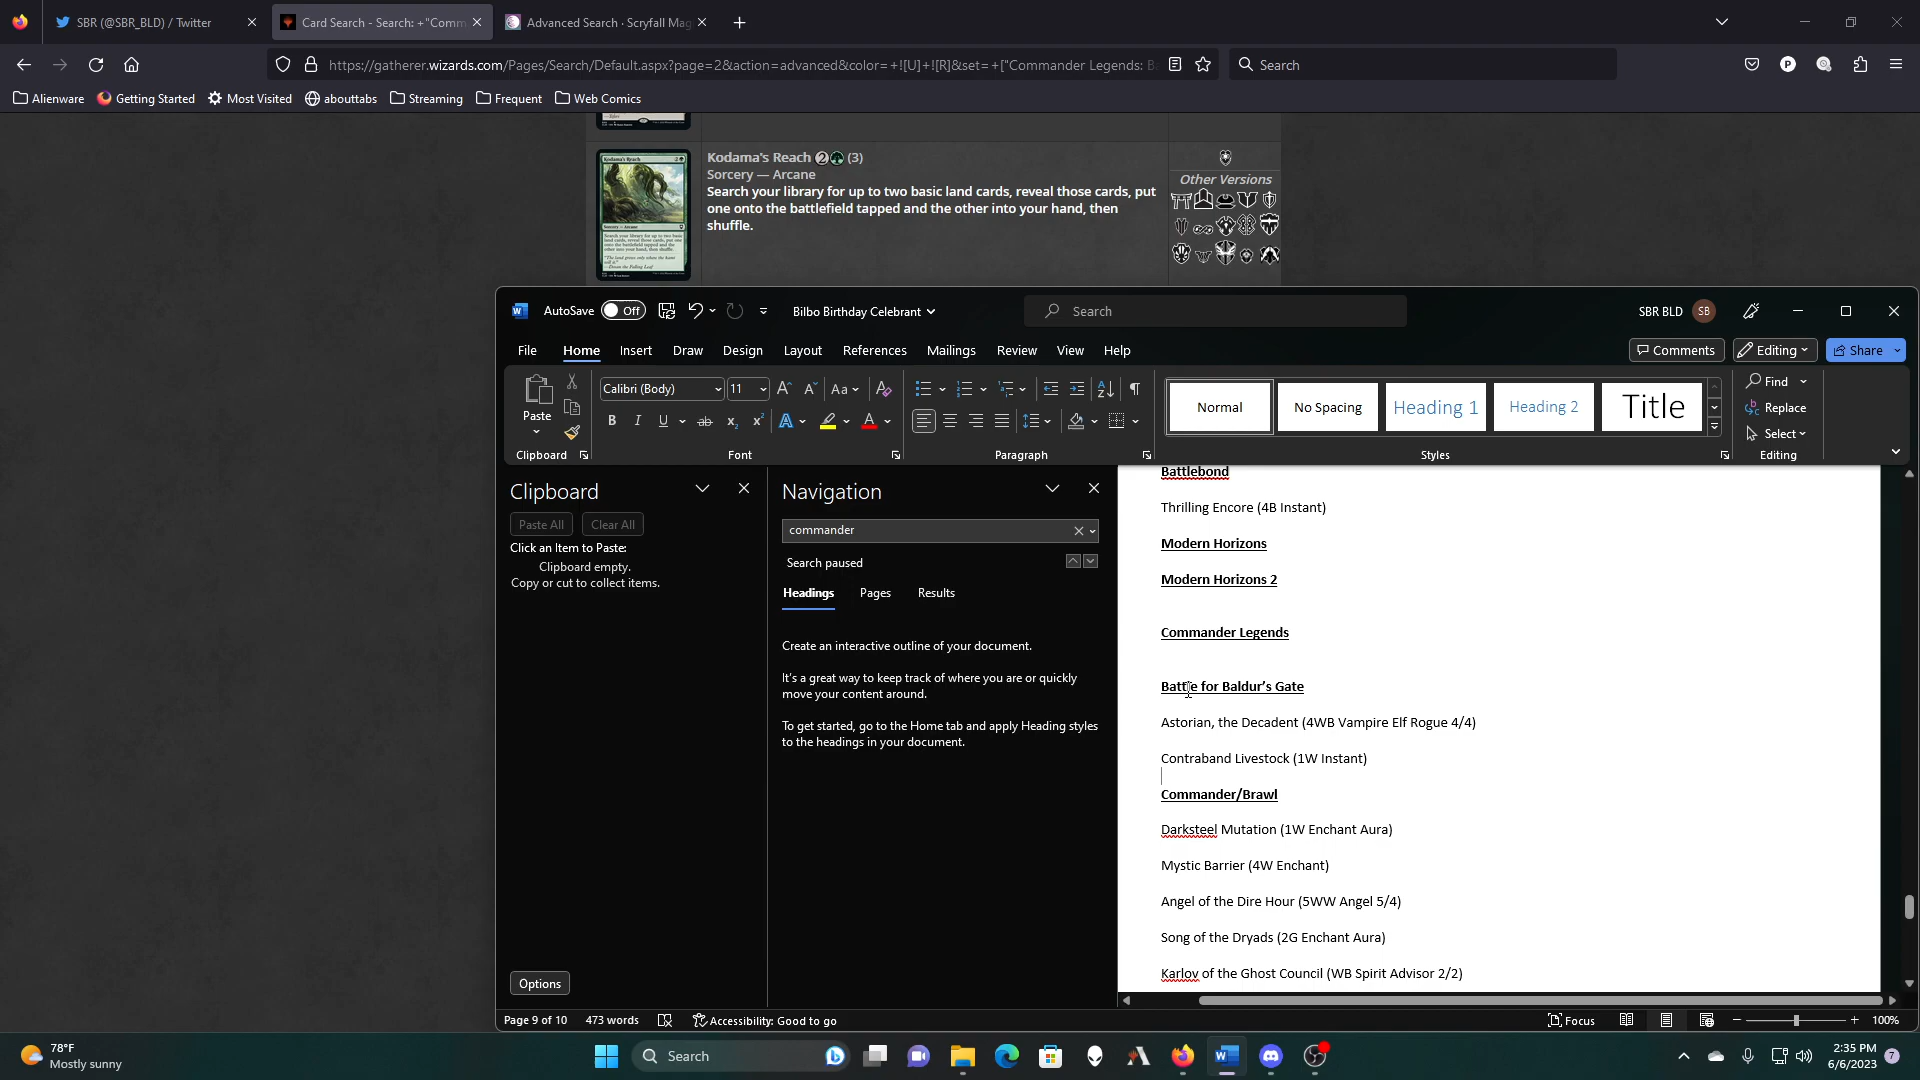 SBR (@SBR_BLD) / Twitter
Card Search - Search: +"Comm
Advanced Search · Scryfall Mag
https://gatherer.wizards.com/Pages/Search/Default.aspx?page=2&action=advanced&color=+![U]+![R]&set=+["Commander Legends: Ba
Search
Alienware
Getting Started
Most Visited
abouttabs
Streaming
Frequent
Web Comics
Kodama's Reach
Kodama's Reach 2 (3)
Sorcery — Arcane
Search your library for up to two basic land cards, reveal those cards, put
one onto the battlefield tapped and the other into your hand, then
shuffle.
Other Versions
AutoSave Off
Bilbo Birthday Celebrant
Search
SBR BLD
SB
File
Home
Insert
Draw
Design
Layout
References
Mailings
Review
View
Help
Comments
Editing
Share
Paste
Calibri (Body)
11
Aa
Normal
No Spacing
Heading 1
Heading 2
Title
Find
Replace
Select
Clipboard
Font
Paragraph
Styles
Editing
Clipboard
Paste All
Clear All
Click an Item to Paste:
Clipboard empty.
Copy or cut to collect items.
Options
Navigation
commander
Search paused
Headings
Pages
Results
Create an interactive outline of your document.
It's a great way to keep track of where you are or quickly
move your content around.
To get started, go to the Home tab and apply Heading styles
to the headings in your document.
Battlebond
Thrilling Encore (4B Instant)
Modern Horizons
Modern Horizons 2
Commander Legends
Battle for Baldur's Gate
Astorian, the Decadent (4WB Vampire Elf Rogue 4/4)
Contraband Livestock (1W Instant)
Commander/Brawl
Darksteel Mutation (1W Enchant Aura)
Mystic Barrier (4W Enchant)
Angel of the Dire Hour (5WW Angel 5/4)
Song of the Dryads (2G Enchant Aura)
Karlov of the Ghost Council (WB Spirit Advisor 2/2)
Page 9 of 10
473 words
Accessibility: Good to go
Focus
100%
78°F
Mostly sunny
Search
2:35 PM
6/6/2023
7